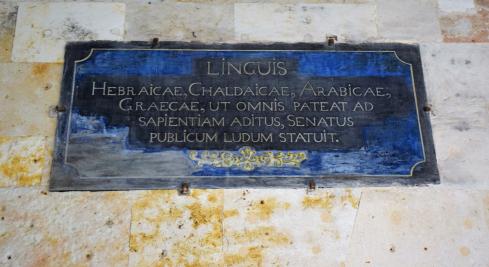 LINGUIS
HEBRAICAE, CHALDAICAE, ARABICAE,
GRAECAE, UT OMNIS PATEAT AD
SAPIENTIAM ADITUS, SENATUS
PUBLICUM LUDUM STATUIT.